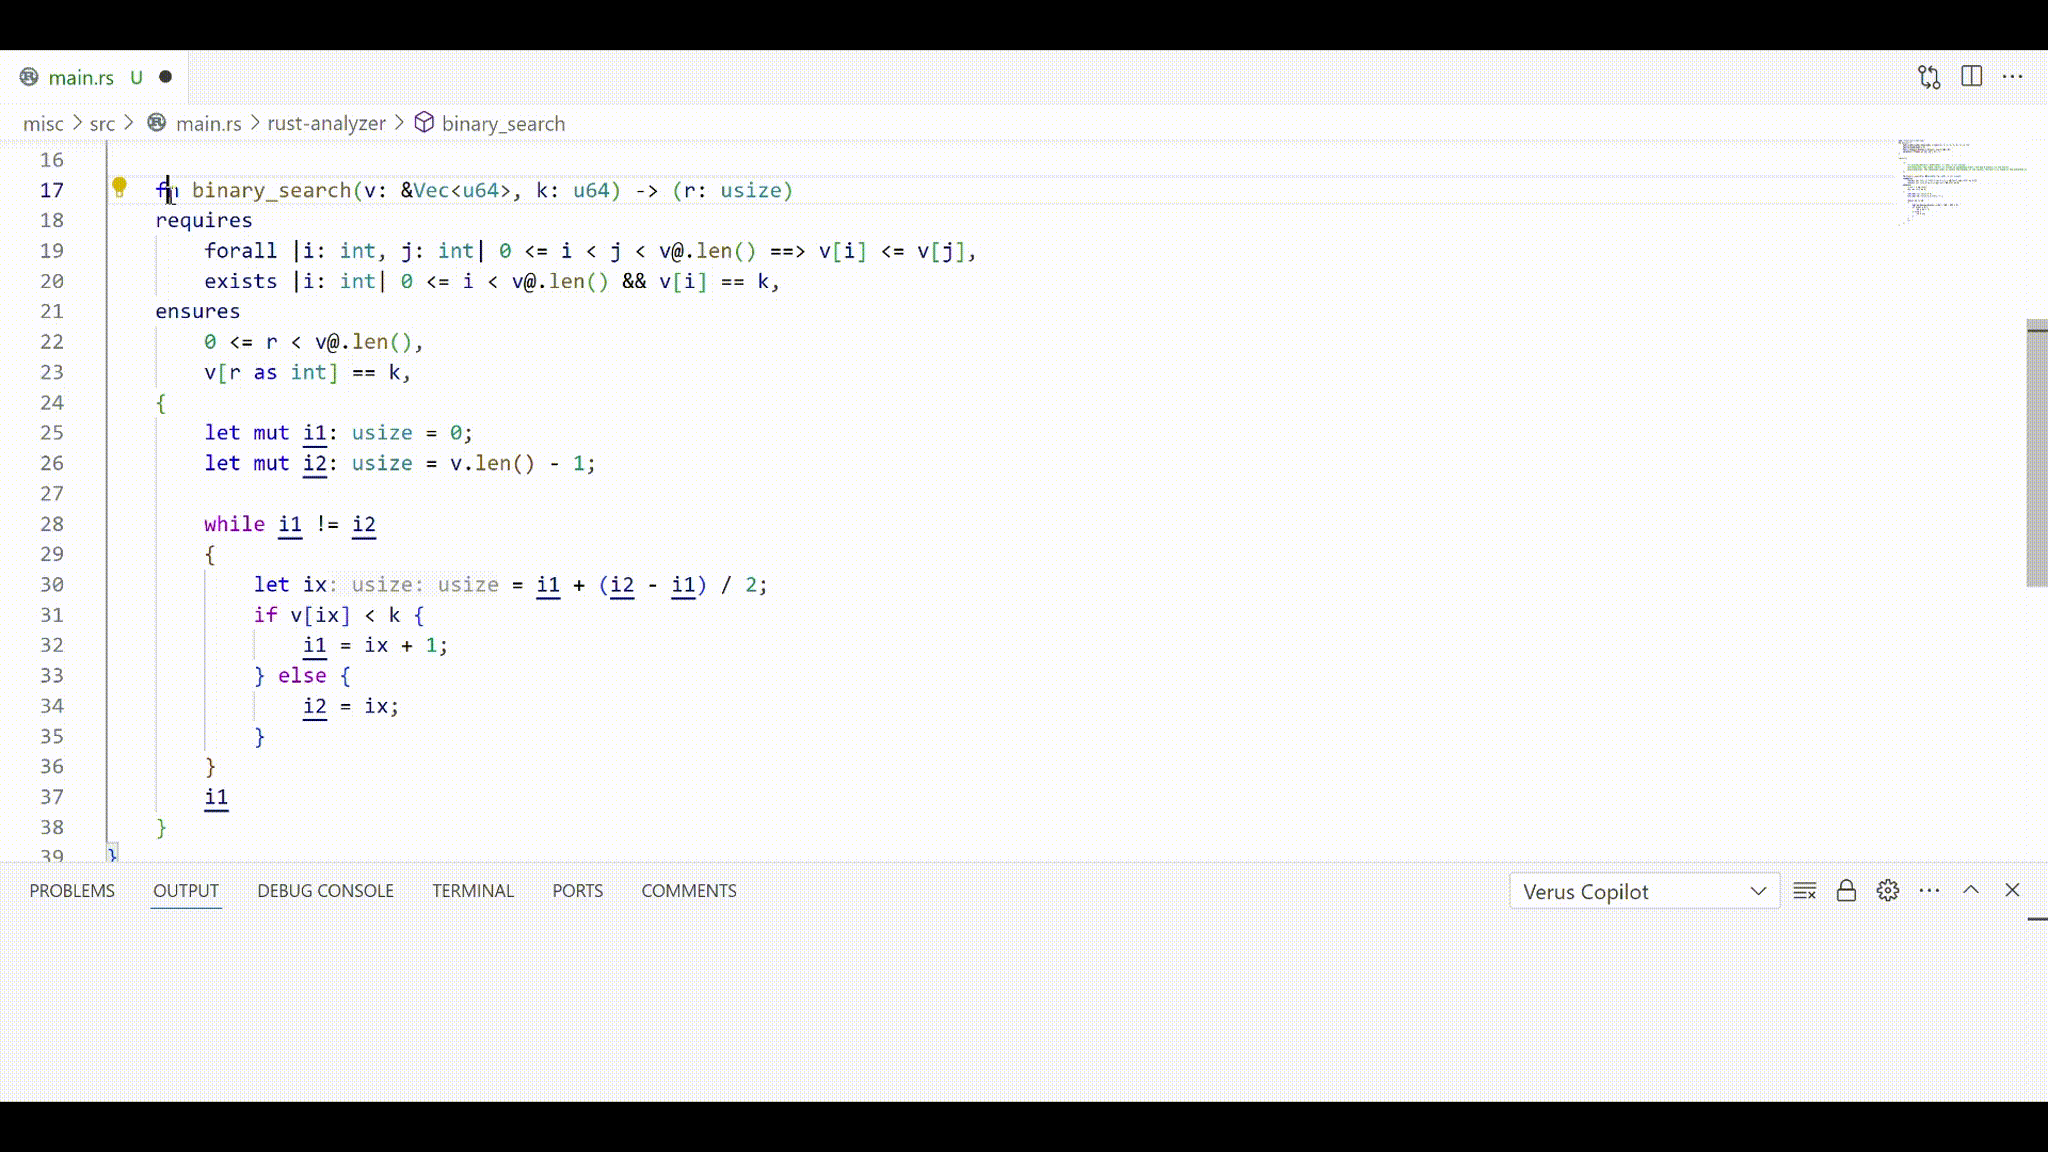 main.rs U
misc > src > main.rs > rust-analyzer > binary_search
16
17 fn binary_search(v: &Vec<u64>, k: u64) -> (r: usize)
18 requires
19 forall |i: int, j: int| 0 <= i < j < v@.len() ==> v[i] <= v[j],
20 exists |i: int| 0 <= i < v@.len() && v[i] == k,
21 ensures
22 0 <= r < v@.len(),
23 v[r as int] == k,
24 {
25 let mut i1: usize = 0;
26 let mut i2: usize = v.len() - 1;
27
28 while i1 != i2
29 {
30 let ix: usize: usize = i1 + (i2 - i1) / 2;
31 if v[ix] < k {
32 i1 = ix + 1;
33 } else {
34 i2 = ix;
35 }
36 }
37 i1
38 }
39 }
PROBLEMS OUTPUT DEBUG CONSOLE TERMINAL PORTS COMMENTS Verus Copilot